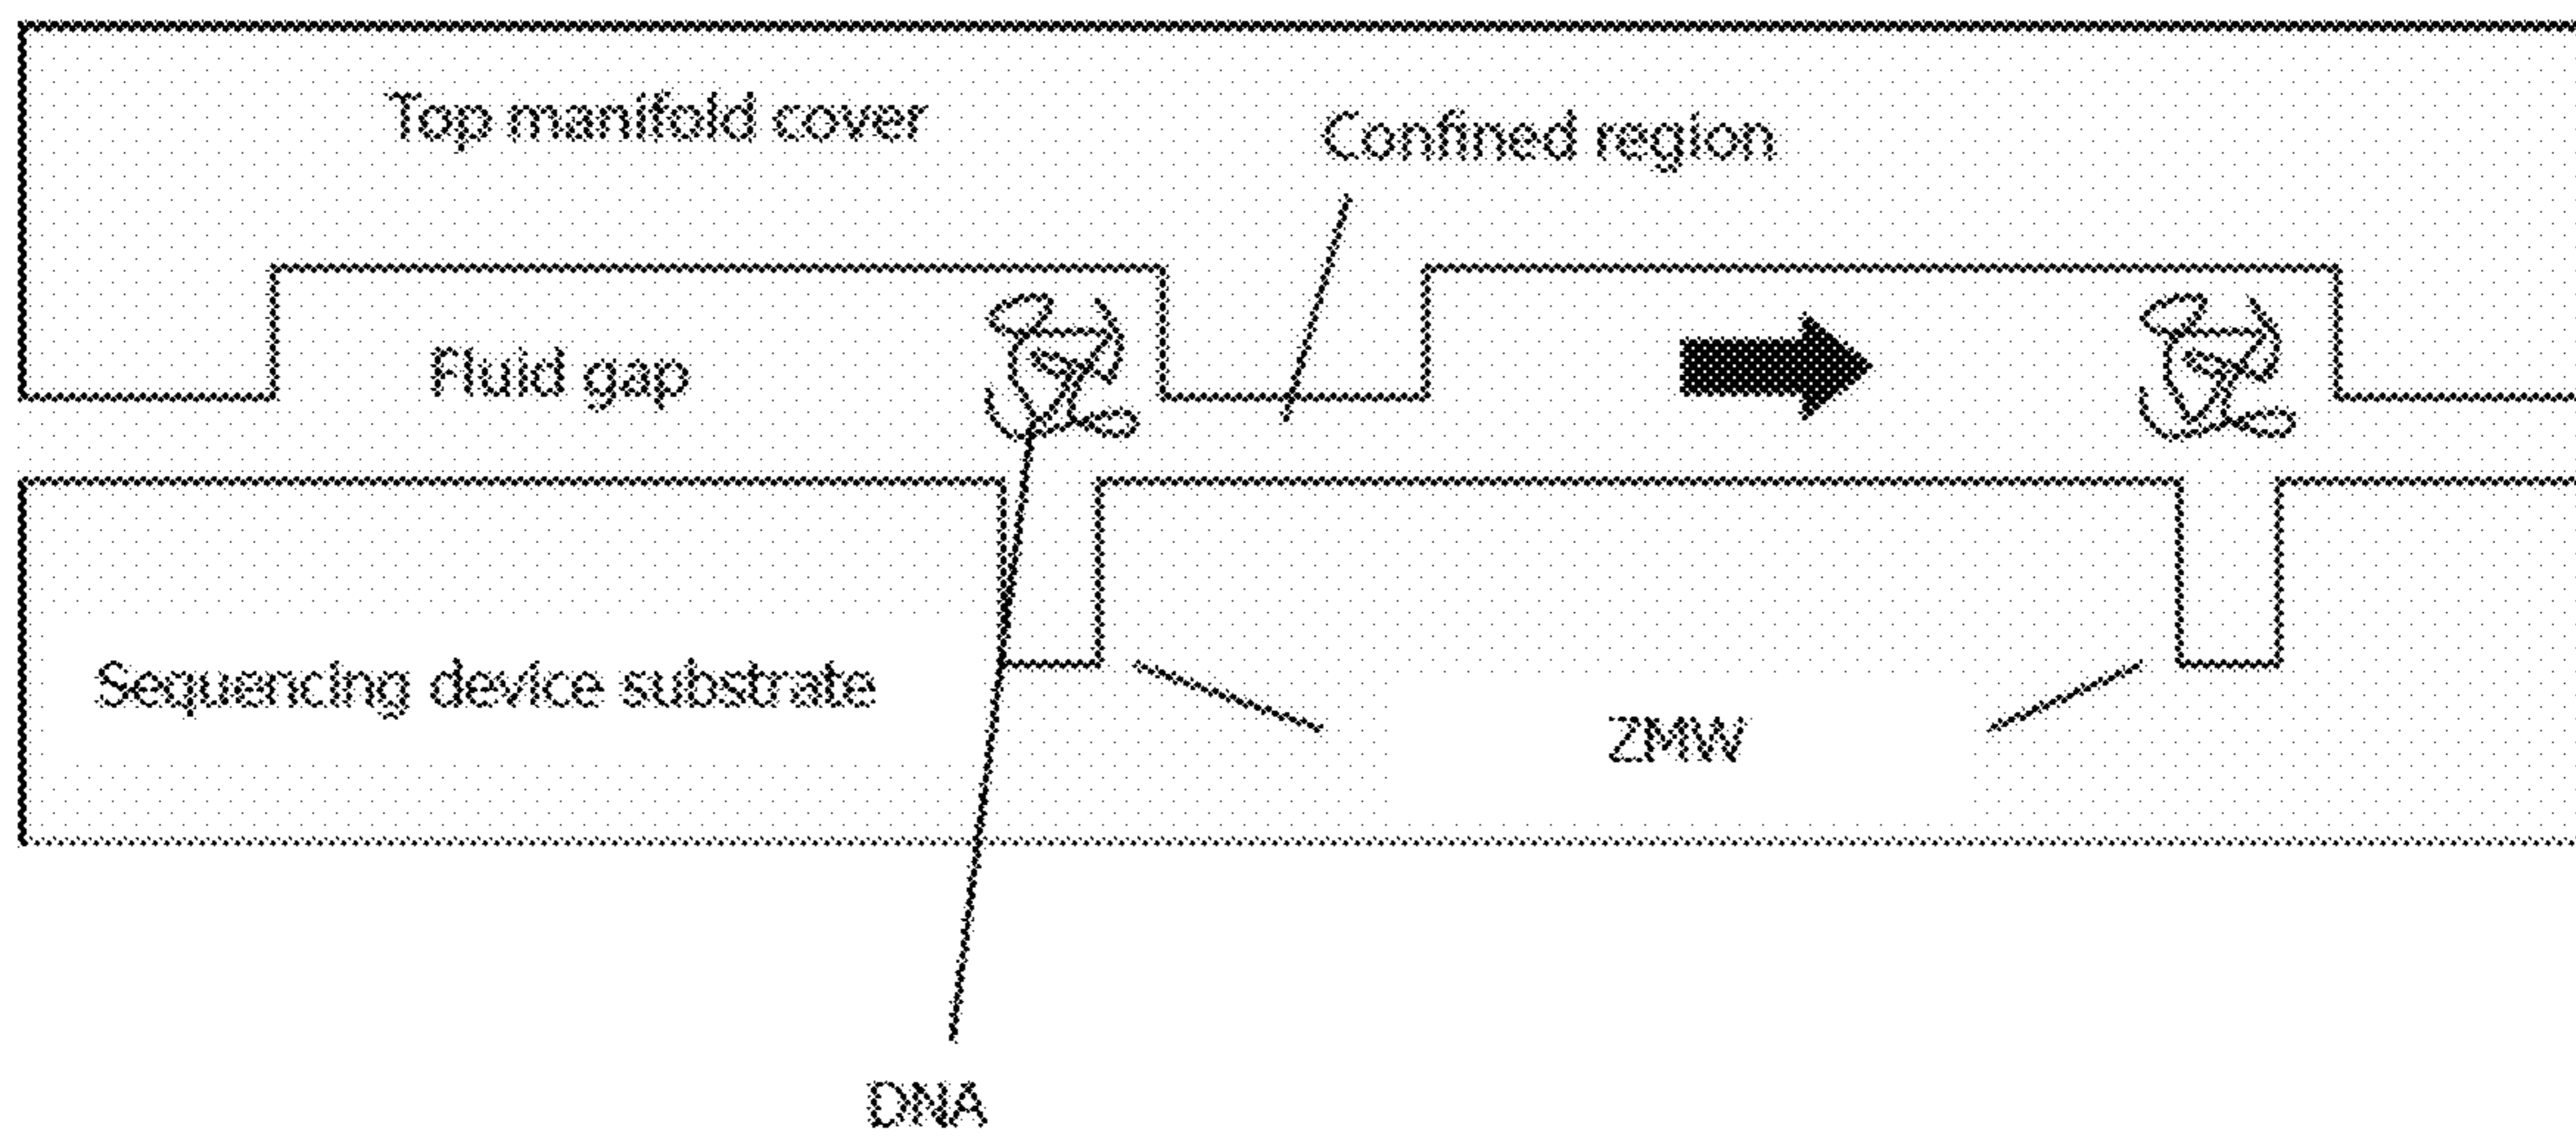 Top manifold cover
Confined region
Fluid gap
Sequencing device substrate
ZMW
DNA